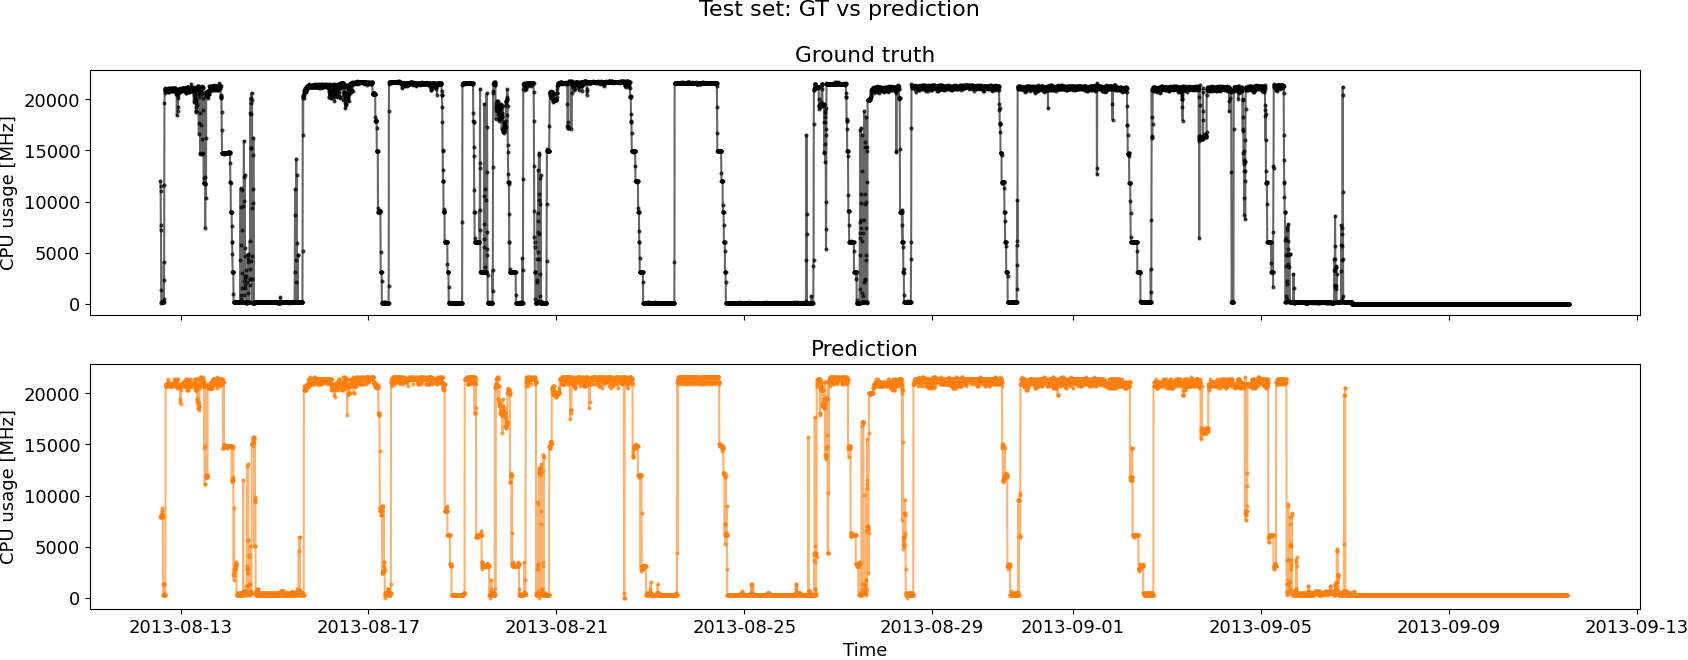 Test set: GT vs prediction
Ground truth
CPU usage [MHz]
20000
15000
10000
5000
0
Prediction
CPU usage [MHz]
20000
15000
10000
5000
0
2013-08-13 2013-08-17 2013-08-21 2013-08-25 2013-08-29 2013-09-01 2013-09-05 2013-09-09 2013-09-13
Time